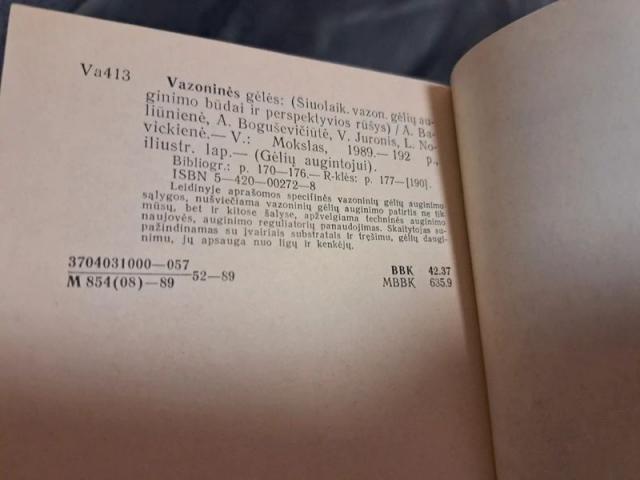 Va413
Vazoninės gėlės: (Šiuolaik. vazon. gėlių au-
ginimo būdai ir perspektyvios rūšys) / A. Ba-
liūnienė, A. Boguševičiūtė, V. Juronis, L. No-
vickienė.— V.: Mokslas, 1989.— 192 p.,
iliustr. lap.— (Gėlių augintojui).
Bibliogr.: p. 170—176.— R-klės: p. 177—[190].
ISBN 5—420—00272—8
Leidinyje aprašomos specifinės vazoninių gėlių auginimo
sąlygos, nušviečiama vazoninių gėlių auginimo patirtis ne tik
mūsų, bet ir kitose šalyse, apžvelgiama techninės auginimo
naujovės, auginimo reguliatorių panaudojimas. Skaitytojas su-
pažindinamas su įvairiais substratais ir tręšimu, gėlių daugi-
nimu, jų apsauga nuo ligų ir kenkėjų.
3704031000—057
M 854(08)—89
52—89
BBK 42.37
MBBK 635.9